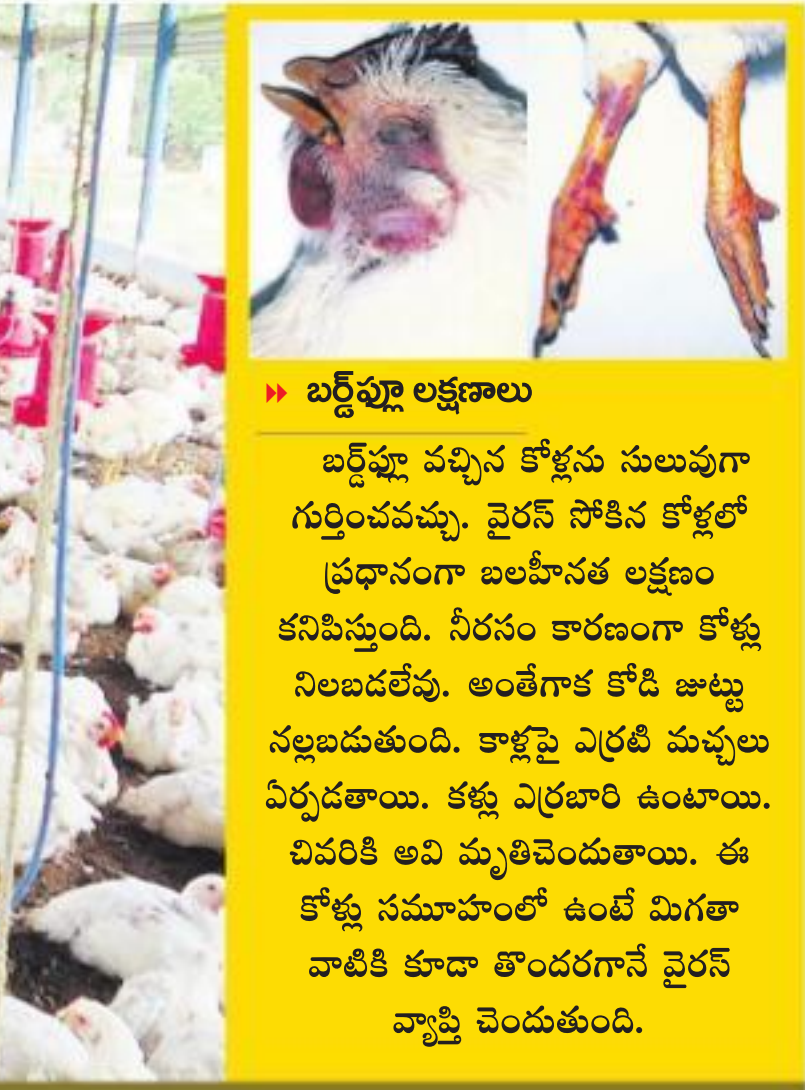 బర్డ్‌ఫ్లూ లక్షణాలు
బర్డ్‌ఫ్లూ వచ్చిన కోళ్లను సులువుగా
గుర్తించవచ్చు. వైరస్ సోకిన కోళ్లలో
ప్రధానంగా బలహీనత లక్షణం
కనిపిస్తుంది. నీరసం కారణంగా కోళ్లు
నిలబడలేవు. అంతేగాక కోడి జుట్టు
నల్లబడుతుంది. కాళ్లపై ఎర్రటి మచ్చలు
ఏర్పడతాయి. కళ్లు ఎర్రబారి ఉంటాయి.
చివరికి అవి మృతిచెందుతాయి. ఈ
కోళ్లు సమూహంలో ఉంటే మిగతా
వాటికి కూడా తొందరగానే వైరస్
వ్యాప్తి చెందుతుంది.